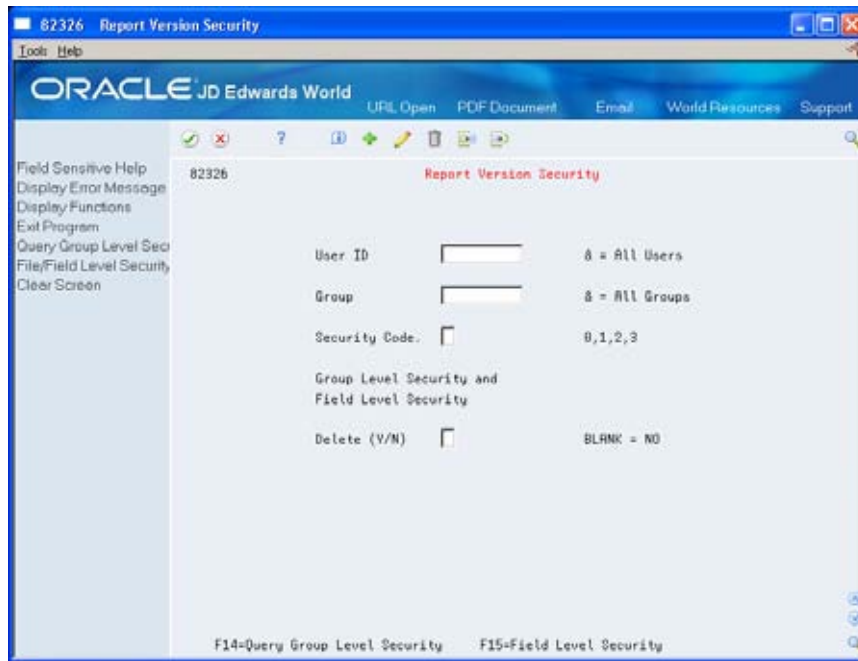 82326 Report Version Security
Tools Help
ORACLE JD Edwards World
URL Open PDF Document Email World Resources Support
Field Sensitive Help
Display Error Message
Display Functions
Exit Program
Query Group Level Secu
File/Field Level Security
Clear Screen
82326 Report Version Security
User ID & = All Users
Group & = All Groups
Security Code. 0,1,2,3
Group Level Security and
Field Level Security
Delete (Y/N) BLANK = NO
F14=Query Group Level Security F15=Field Level Security